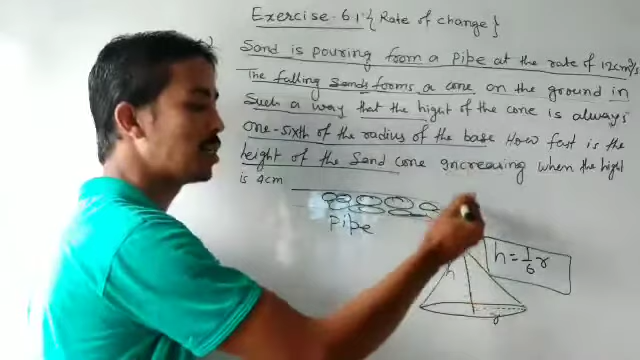 Exercise-6.1 {Rate of change}
Sand is pouring from a pipe at the rate of 12cm³/s
The falling sands forms a cone on the ground in
Such a way that the hight of the cone is always
one-sixth of the radius of the base How fast is the
height of the Sand cone increasing when the hight
is 4cm
Pipe
h
h = 1/6 r